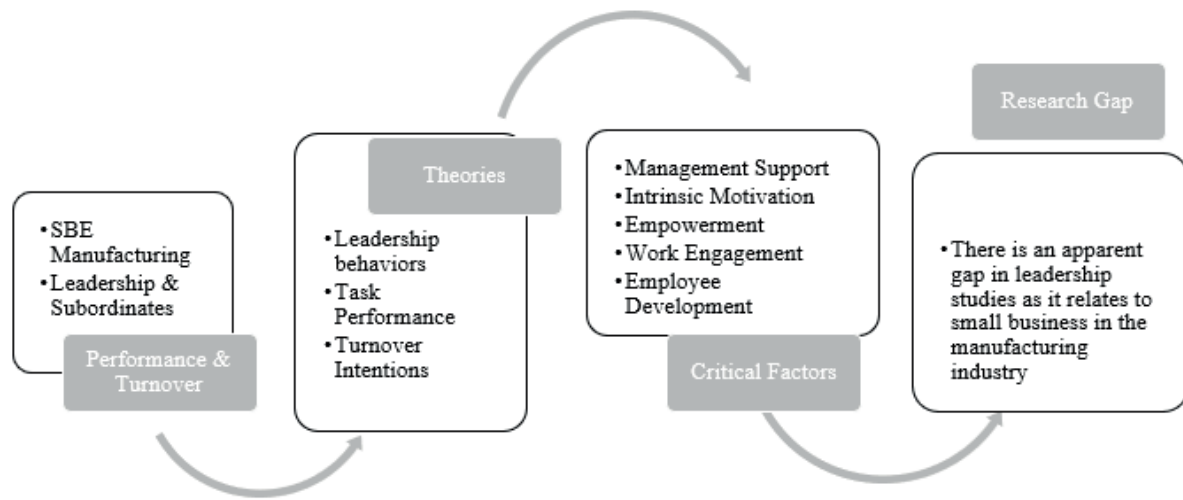 •SBE
Manufacturing
•Leadership &
Subordinates
Performance &
Turnover
Theories
•Leadership
behaviors
•Task
Performance
•Turnover
Intentions
•Management Support
•Intrinsic Motivation
•Empowerment
•Work Engagement
•Employee
Development
Critical Factors
Research Gap
•There is an apparent
gap in leadership
studies as it relates to
small business in the
manufacturing
industry